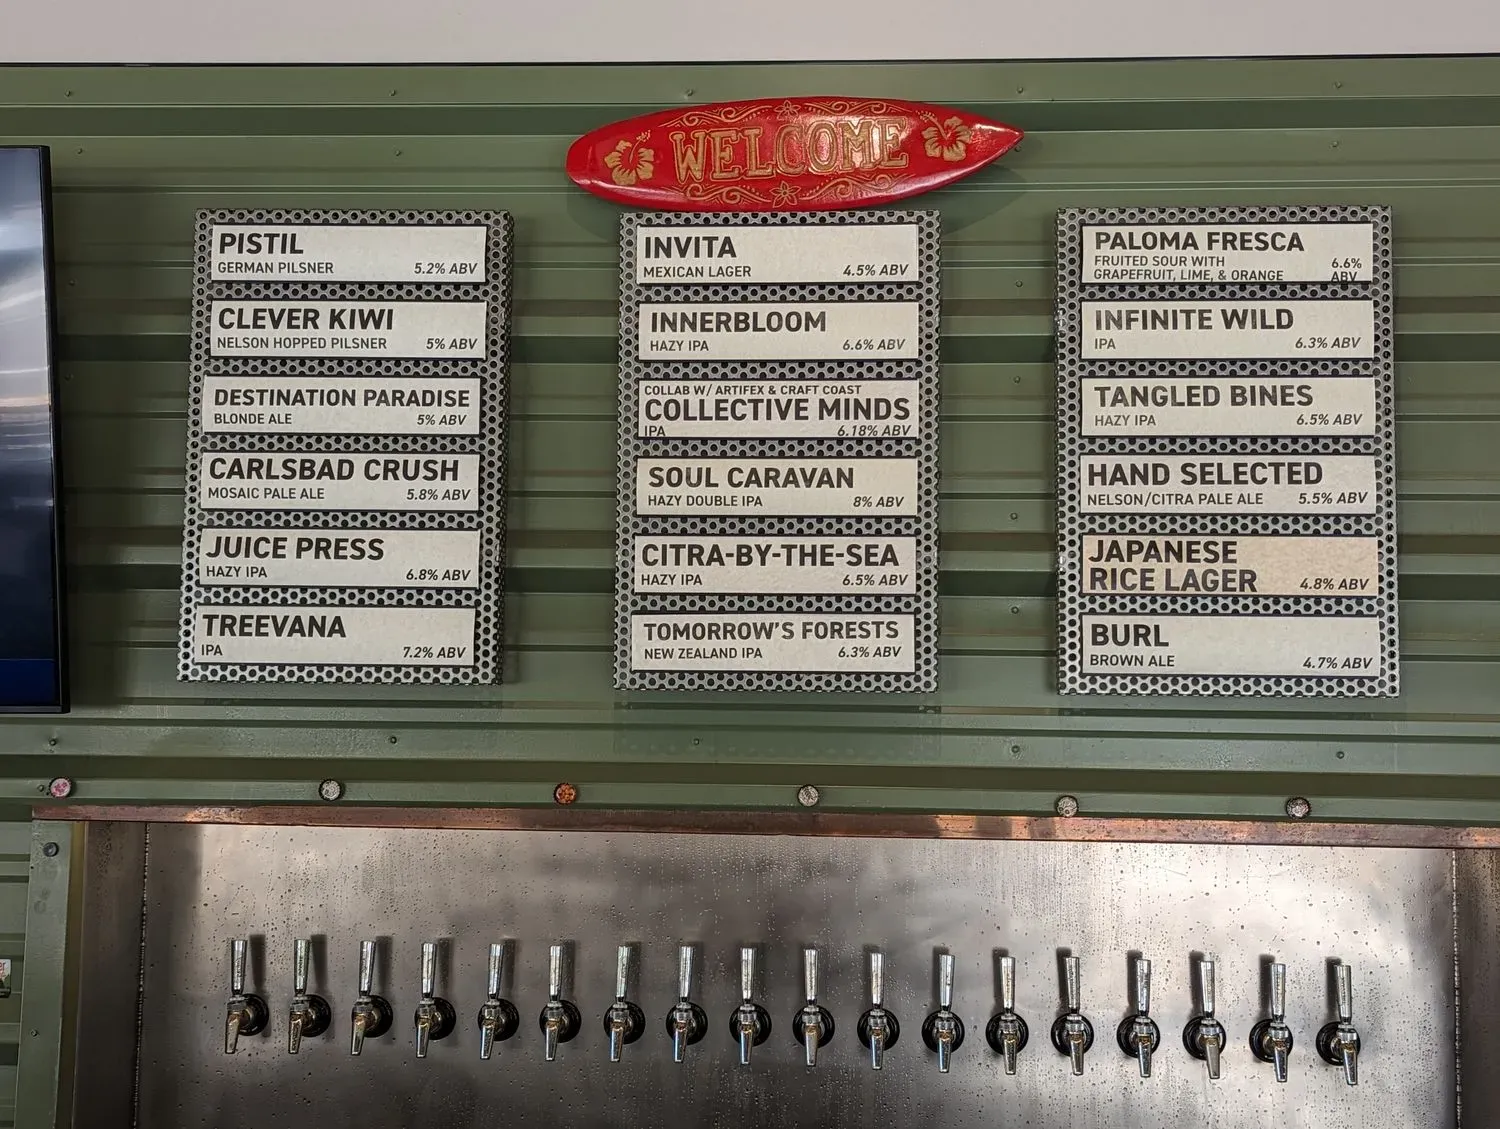 WELCOME
PISTIL
GERMAN PILSNER 5.2% ABV
CLEVER KIWI
NELSON HOPPED PILSNER 5% ABV
DESTINATION PARADISE
BLONDE ALE 5% ABV
CARLSBAD CRUSH
MOSAIC PALE ALE 5.8% ABV
JUICE PRESS
HAZY IPA 6.8% ABV
TREEVANA
IPA 7.2% ABV
INVITA
MEXICAN LAGER 4.5% ABV
INNERBLOOM
HAZY IPA 6.6% ABV
COLLAB W/ ARTIFEX & CRAFT COAST
COLLECTIVE MINDS
IPA 6.18% ABV
SOUL CARAVAN
HAZY DOUBLE IPA 8% ABV
CITRA-BY-THE-SEA
HAZY IPA 6.5% ABV
TOMORROW'S FORESTS
NEW ZEALAND IPA 6.3% ABV
PALOMA FRESCA
FRUITED SOUR WITH 6.6%
GRAPEFRUIT, LIME, & ORANGE ABV
INFINITE WILD
IPA 6.3% ABV
TANGLED BINES
HAZY IPA 6.5% ABV
HAND SELECTED
NELSON/CITRA PALE ALE 5.5% ABV
JAPANESE
RICE LAGER 4.8% ABV
BURL
BROWN ALE 4.7% ABV